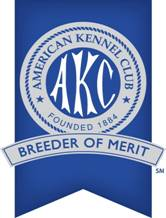 AMERICAN KENNEL CLUB
AKC
FOUNDED 1884
BREEDER OF MERIT
SM